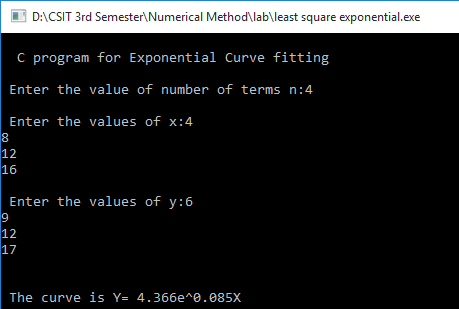 D:\CSIT 3rd Semester\Numerical Method\lab\least square exponential.exe
C program for Exponential Curve fitting
Enter the value of number of terms n:4
Enter the values of x:4
8
12
16
Enter the values of y:6
9
12
17
The curve is Y= 4.366e^0.085X